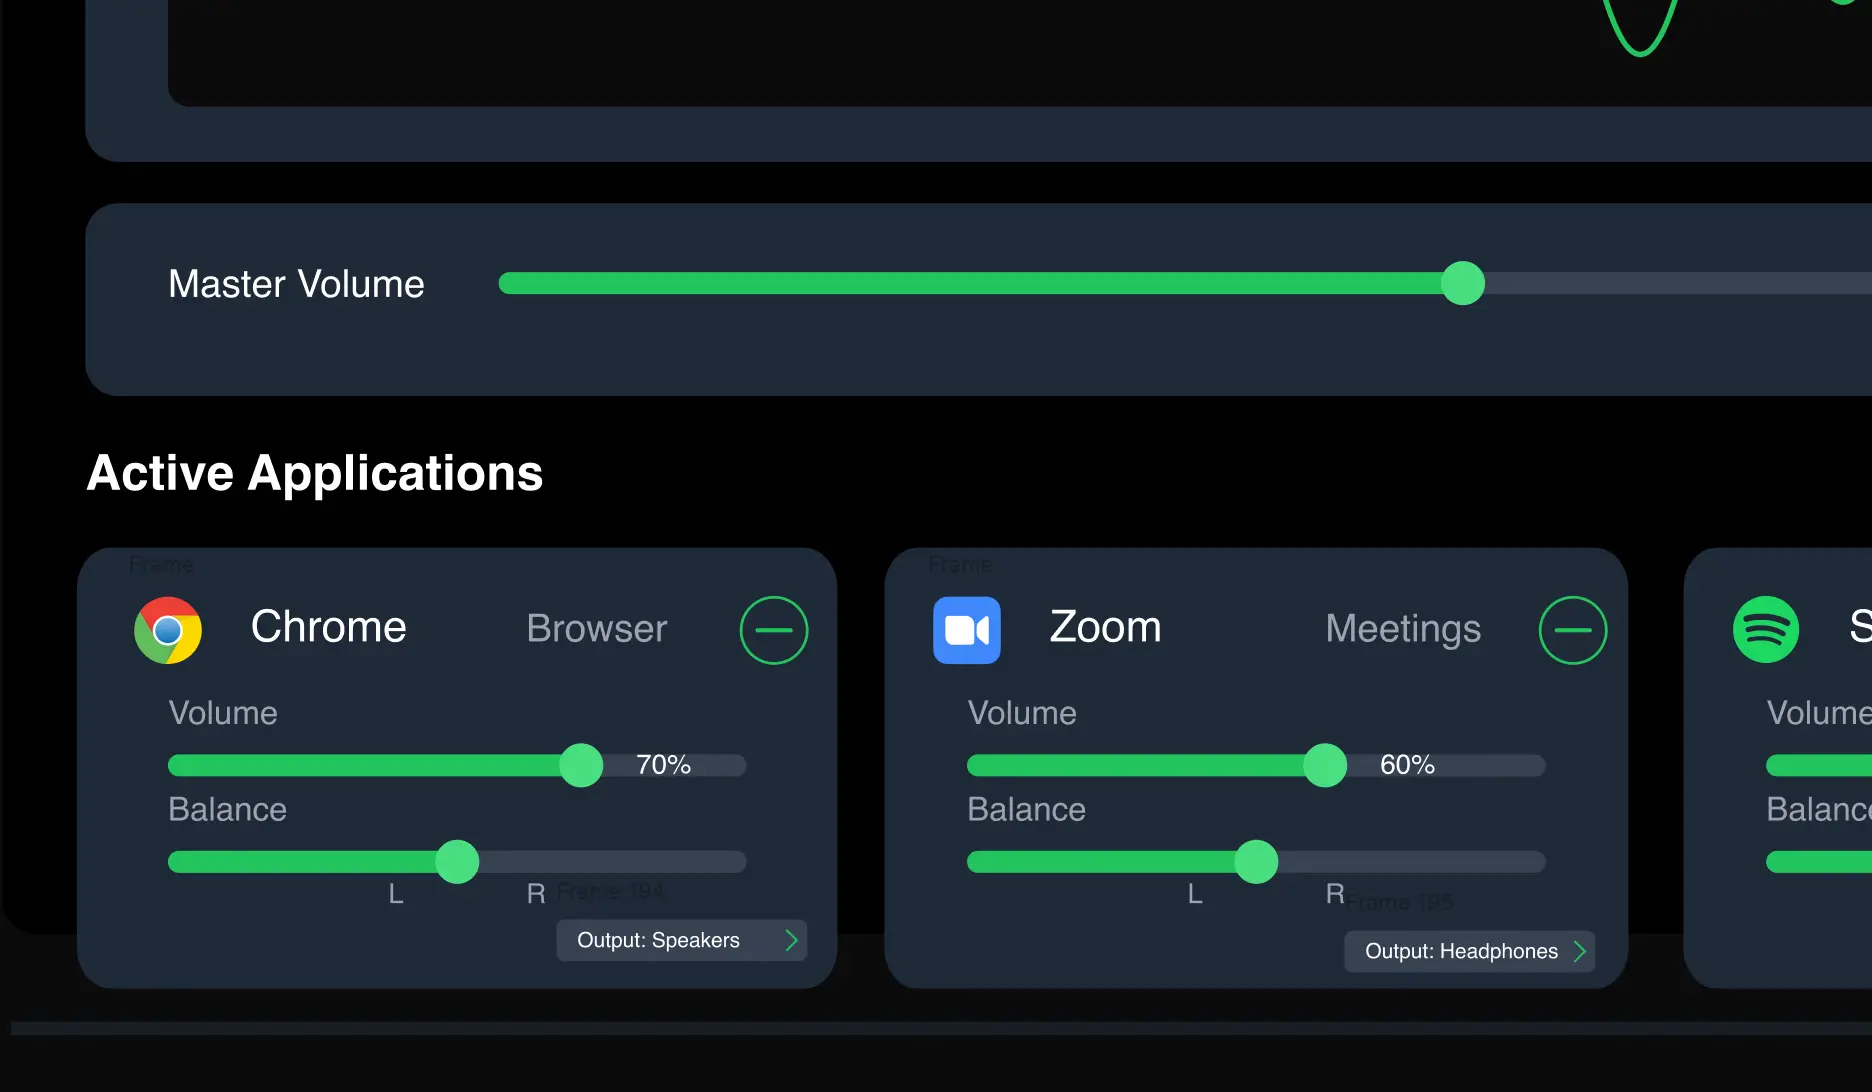 Master Volume
Active Applications
Frame
Chrome
Browser
Volume
70%
Balance
L
R
Frame 194
Output: Speakers
Frame
Zoom
Meetings
Volume
60%
Balance
L
R
Frame 195
Output: Headphones
S
Volume
Balance